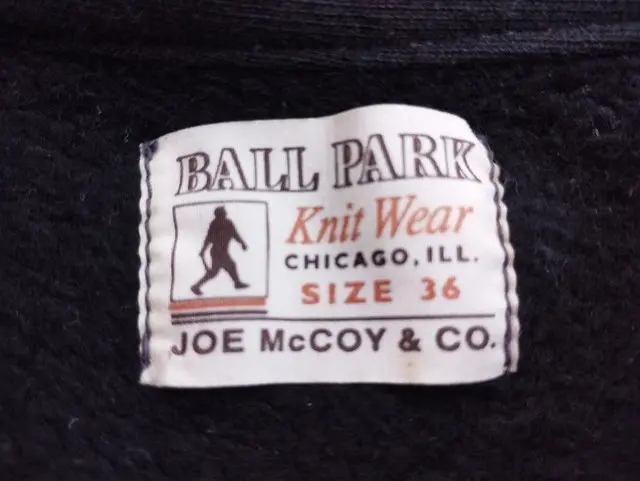 BALL PARK
Knit Wear
CHICAGO, ILL.
SIZE 36
JOE McCOY & CO.